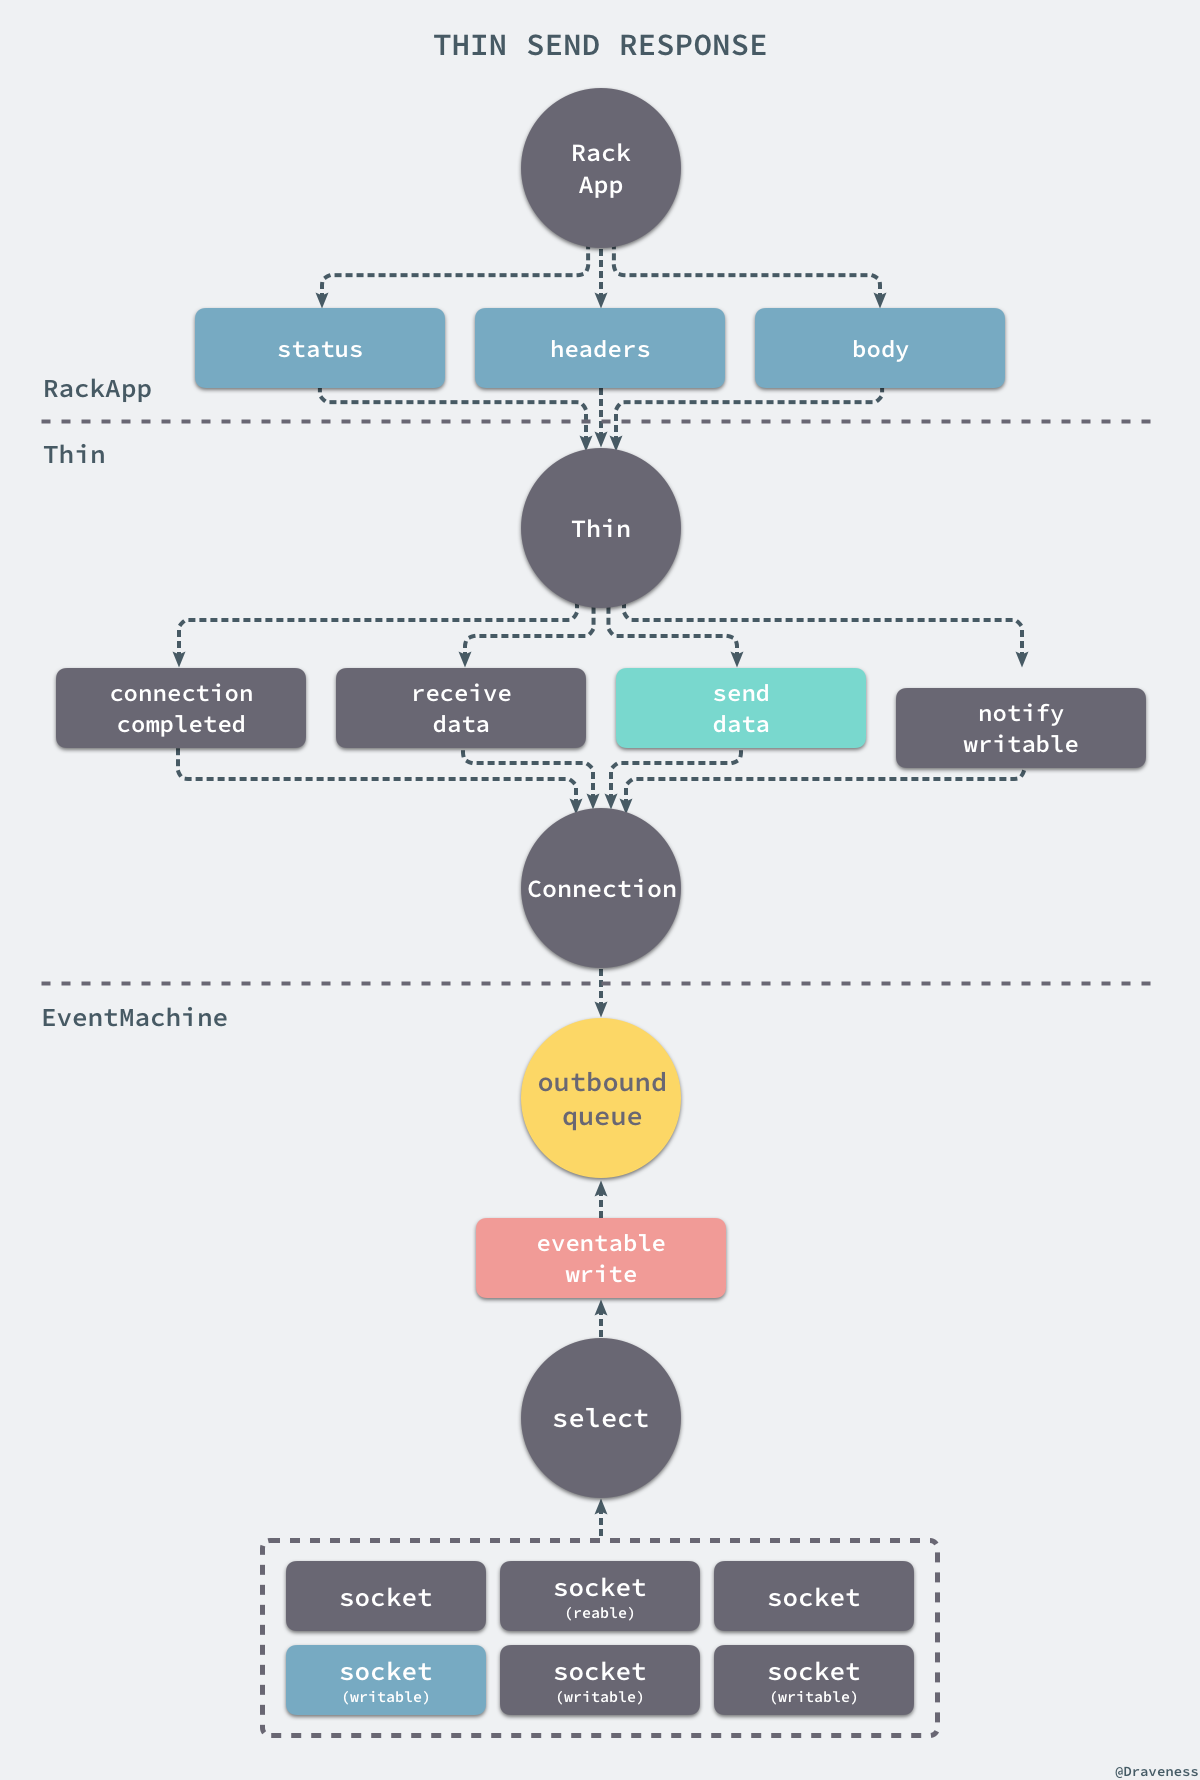 THIN SEND RESPONSE
Rack
App
status
headers
body
RackApp
Thin
Thin
connection
completed
receive
data
send
data
notify
writable
Connection
EventMachine
outbound
queue
eventable
write
select
socket
socket
(reable)
socket
socket
(writable)
socket
(writable)
socket
(writable)
@Draveness